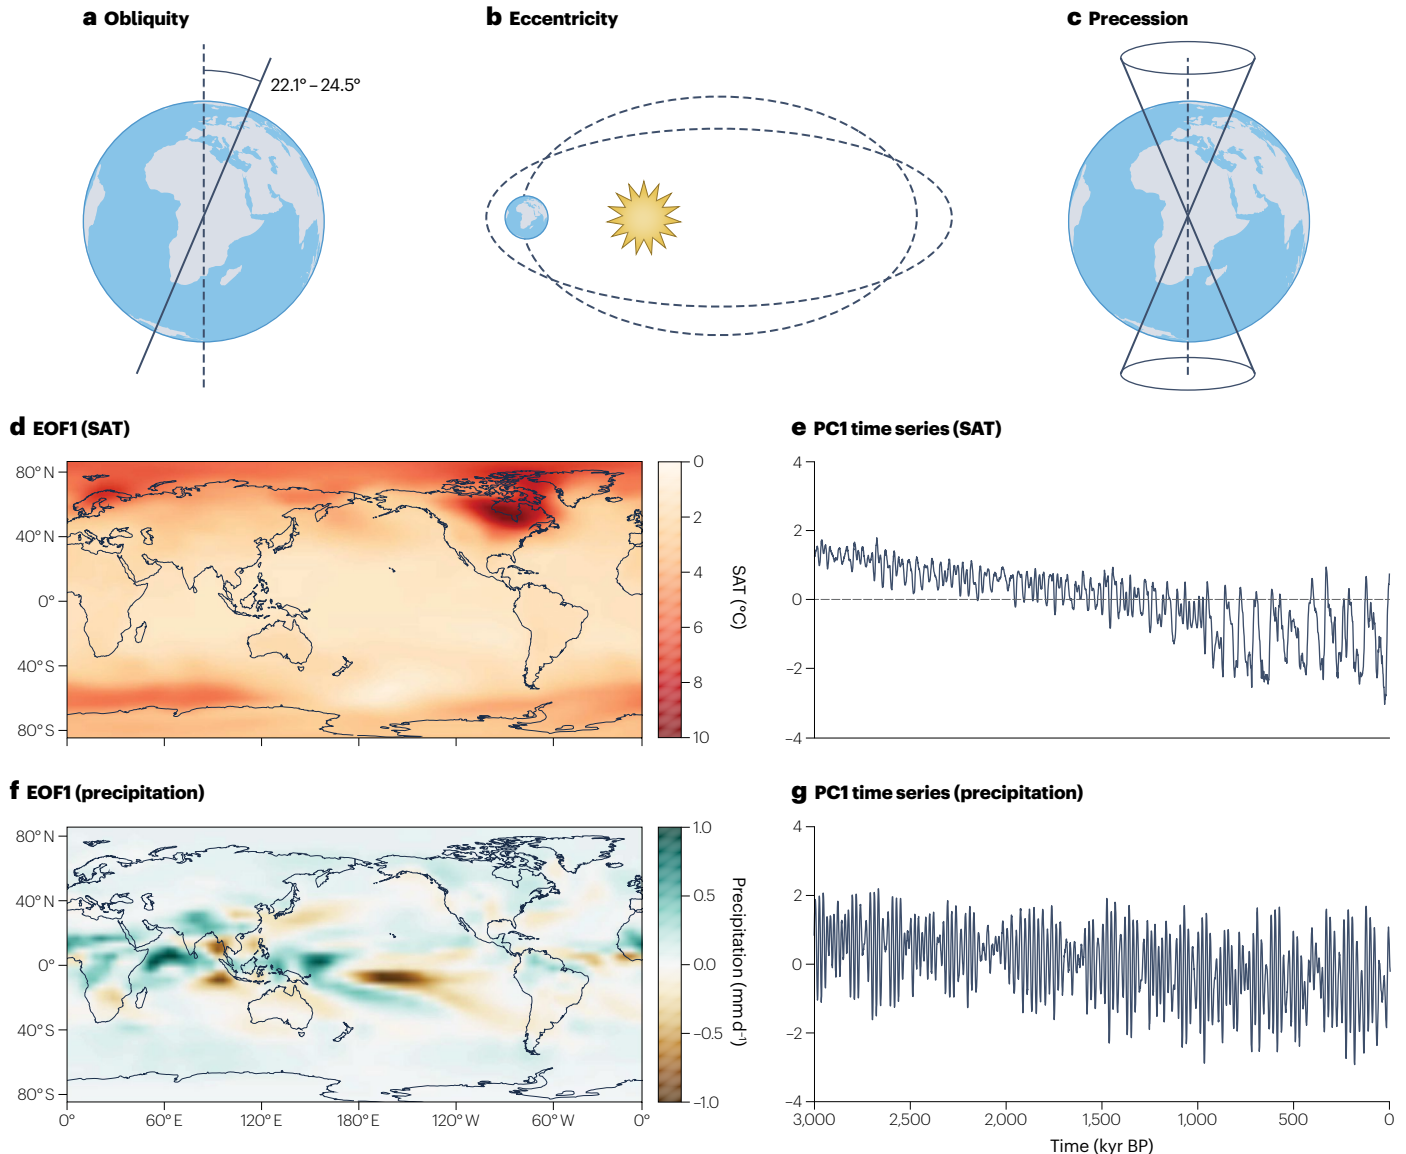 a Obliquity
22.1° – 24.5°
b Eccentricity
c Precession
d EOF1 (SAT)
80° N
40° N
0°
40° S
80° S
0
2
4
6
8
10
SAT (°C)
e PC1 time series (SAT)
4
2
0
–2
–4
f EOF1 (precipitation)
80° N
40° N
0°
40° S
80° S
0°
60° E
120° E
180° E
120° W
60° W
0°
1.0
0.5
0.0
–0.5
–1.0
Precipitation (mm d⁻¹)
g PC1 time series (precipitation)
4
2
0
–2
–4
3,000
2,500
2,000
1,500
1,000
500
0
Time (kyr BP)